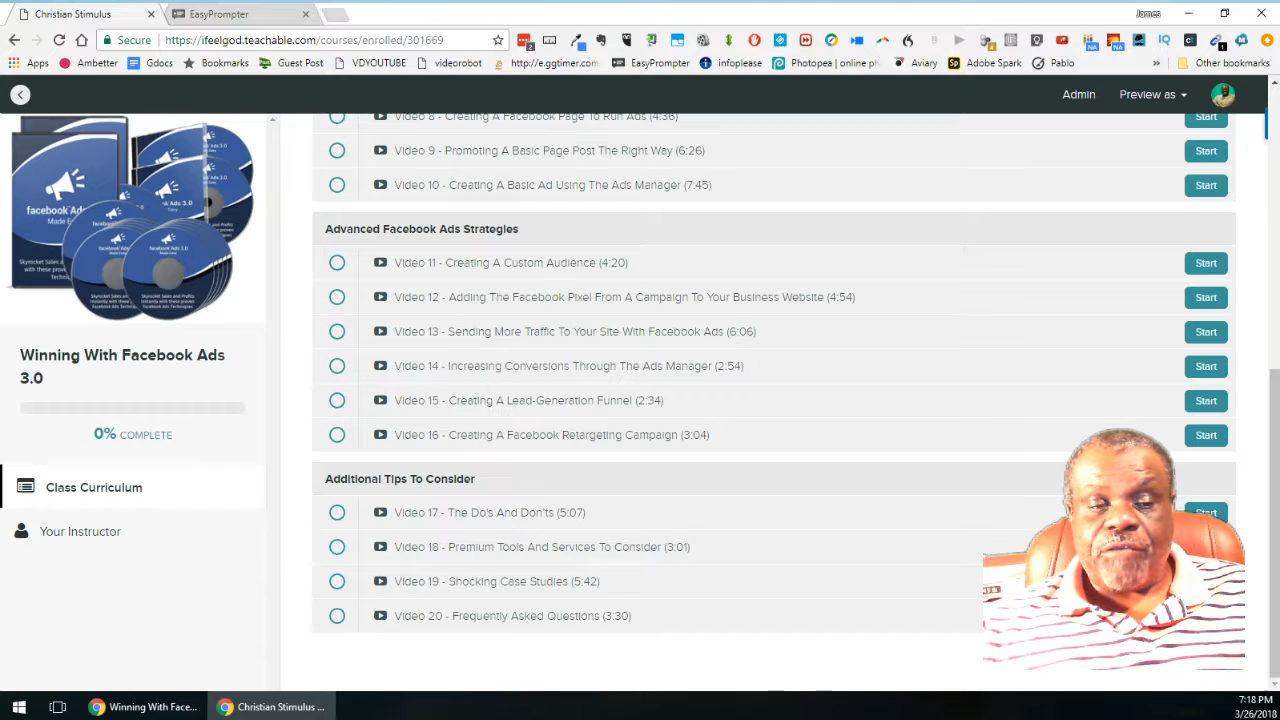 Christian Stimulus
EasyPrompter
James
Secure
https://ifeelgod.teachable.com/courses/enrolled/301669
Apps
Ambetter
Gdocs
Bookmarks
Guest Post
VDYOUTUBE
videorobot
http://e.ggtimer.com
EasyPrompter
infoplease
Photopea | online ph
Aviary
Adobe Spark
Pablo
»
Other bookmarks
Admin
Preview as
Video 8 - Creating A Facebook Page To Run Ads (4:36)
Start
Video 9 - Promoting A Basic Page Post The Right Way (6:26)
Start
Video 10 - Creating A Basic Ad Using The Ads Manager (7:45)
Start
Advanced Facebook Ads Strategies
Video 11 - Creating A Custom Audience (4:20)
Start
Video 12 - Adding The Facebook Pixel From A Campaign To Your Business
Start
Video 13 - Sending More Traffic To Your Site With Facebook Ads (6:06)
Start
Video 14 - Increasing Conversions Through The Ads Manager (2:54)
Start
Video 15 - Creating A Lead-Generation Funnel (2:34)
Start
Video 16 - Creating A Facebook Retargeting Campaign (3:04)
Start
Additional Tips To Consider
Video 17 - The Do's And Don'ts (5:07)
Start
Video 18 - Premium Tools And Services To Consider (3:01)
Video 19 - Shocking Case Studies (5:42)
Video 20 - Frequently Asked Questions (3:30)
Winning With Facebook Ads
3.0
0% COMPLETE
Class Curriculum
Your Instructor
Winning With Face...
Christian Stimulus ...
7:18 PM
3/26/2018